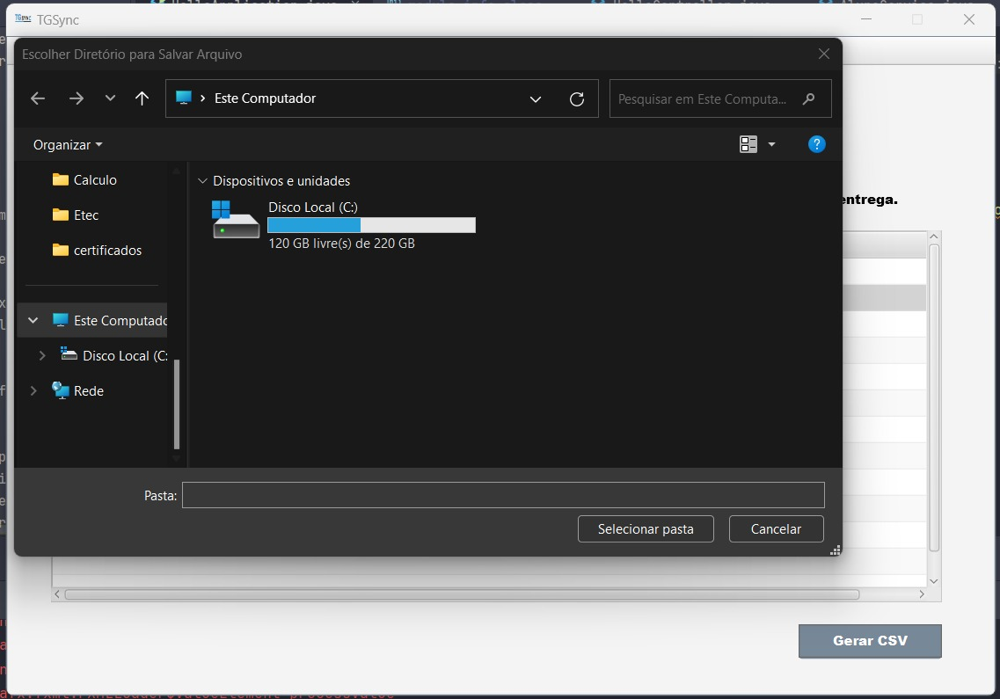 TGSync
Escolher Diretório para Salvar Arquivo
Este Computador
Pesquisar em Este Computa...
Organizar
?
Calculo
Etec
certificados
Este Computado
Disco Local (C:
Rede
Dispositivos e unidades
Disco Local (C:)
120 GB livre(s) de 220 GB
entrega.
Pasta:
Selecionar pasta
Cancelar
Gerar CSV